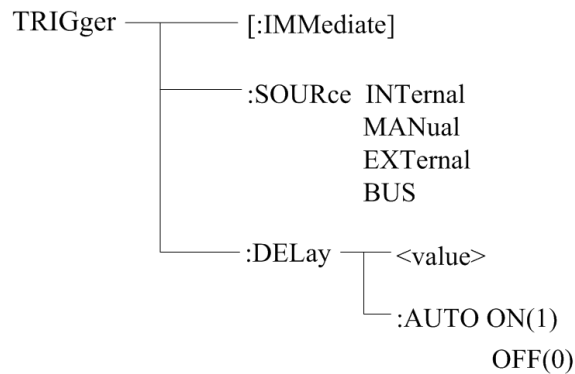 TRIGger [:IMMediate]
:SOURce INTernal
MANual
EXTernal
BUS
:DELay <value>
:AUTO ON(1)
OFF(0)